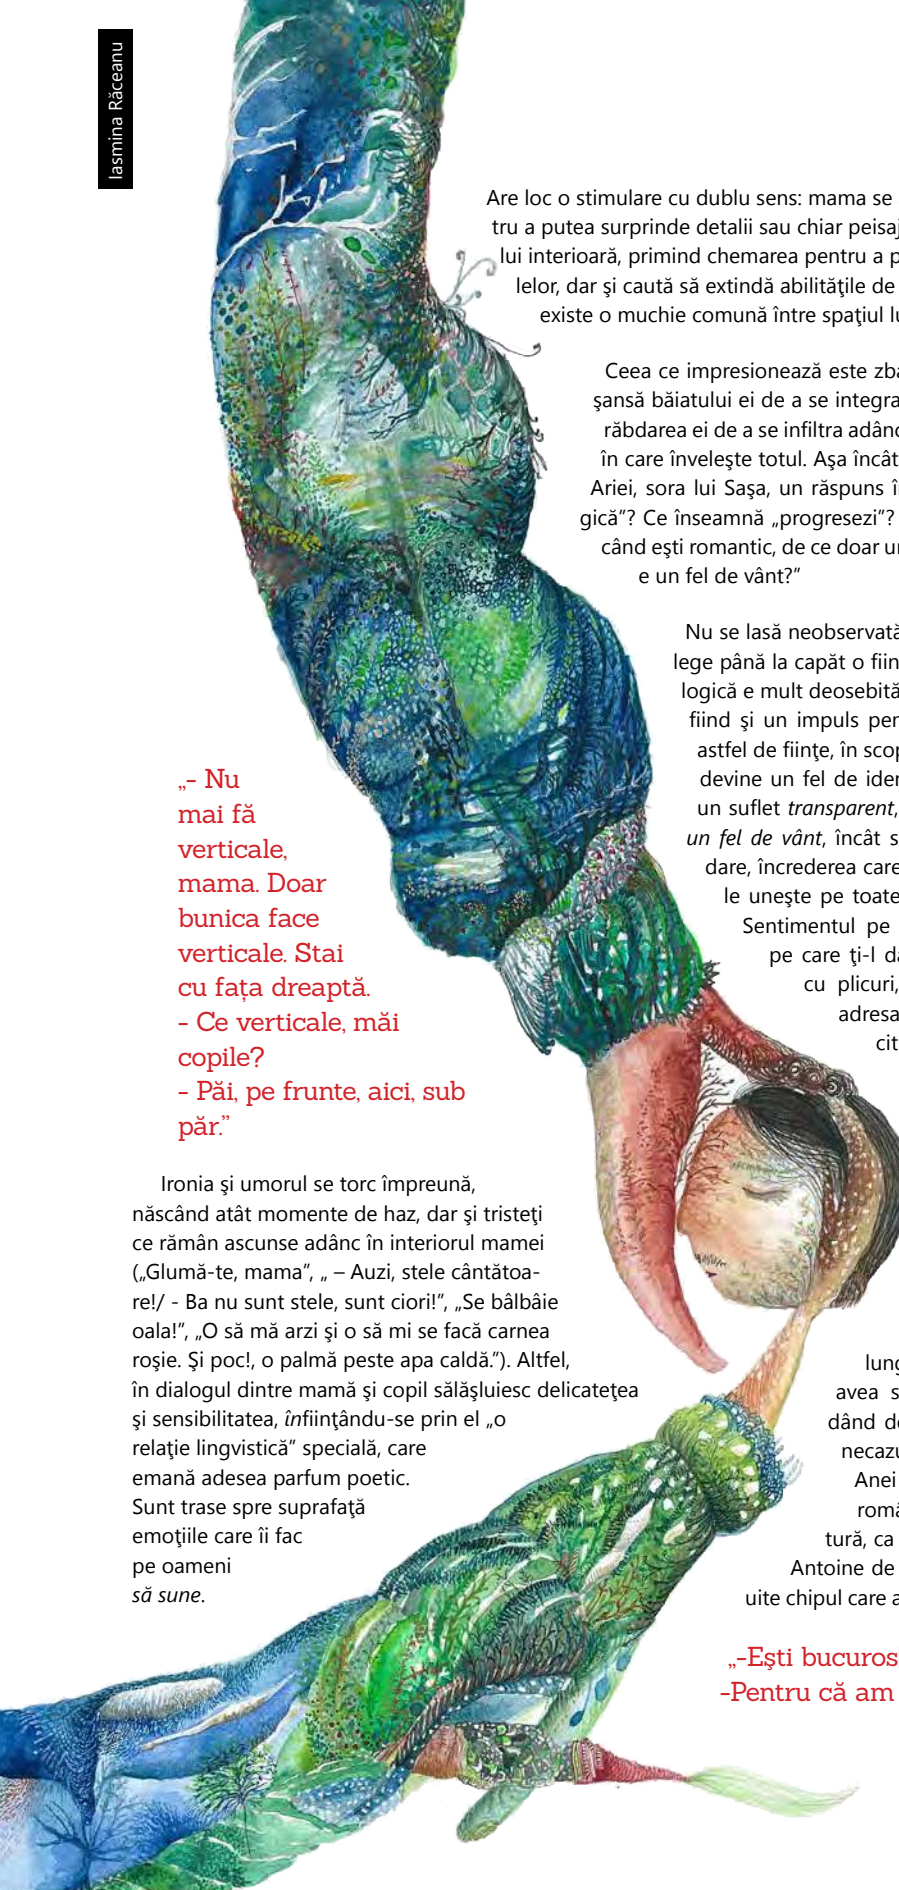 Iasmina Răceanu
Are loc o stimulare cu dublu sens: mama se
tru a putea surprinde detalii sau chiar peisaj
lui interioară, primind chemarea pentru a p
lelor, dar şi caută să extindă abilităţile de
existe o muchie comună între spaţiul lu
Ceea ce impresionează este zba
şansă băiatului ei de a se integra
răbdarea ei de a se infiltra adânc
în care înveleşte totul. Aşa încât
Ariei, sora lui Saşa, un răspuns î
gică”? Ce înseamnă „progresezi”?
când eşti romantic, de ce doar un
e un fel de vânt?”
Nu se lasă neobservată
lege până la capăt o fiin
logică e mult deosebită
fiind şi un impuls pen
astfel de fiinţe, în scop
devine un fel de iden
un suflet transparent,
un fel de vânt, încât s
dare, încrederea care
le uneşte pe toate
Sentimentul pe
pe care ţi-l da
cu plicuri,
adresa
cit
„- Nu
mai fă
verticale,
mama. Doar
bunica face
verticale. Stai
cu fața dreaptă.
- Ce verticale, măi
copile?
- Păi, pe frunte, aici, sub
păr.”
Ironia şi umorul se torc împreună,
născând atât momente de haz, dar şi tristeţi
ce rămân ascunse adânc în interiorul mamei
(„Glumă-te, mama”, „ – Auzi, stele cântătoa-
re!/ - Ba nu sunt stele, sunt ciori!”, „Se bâlbâie
oala!”, „O să mă arzi şi o să mi se facă carnea
roşie. Şi poc!, o palmă peste apa caldă.”). Altfel,
în dialogul dintre mamă şi copil sălăşluiesc delicateţea
şi sensibilitatea, înfiinţându-se prin el „o
relaţie lingvistică” specială, care
emană adesea parfum poetic.
Sunt trase spre suprafaţă
emoţiile care îi fac
pe oameni
să sune.
lung
avea s
dând de
necazu
Anei
româ
tură, ca
Antoine de
uite chipul care a
„-Eşti bucuros
-Pentru că am